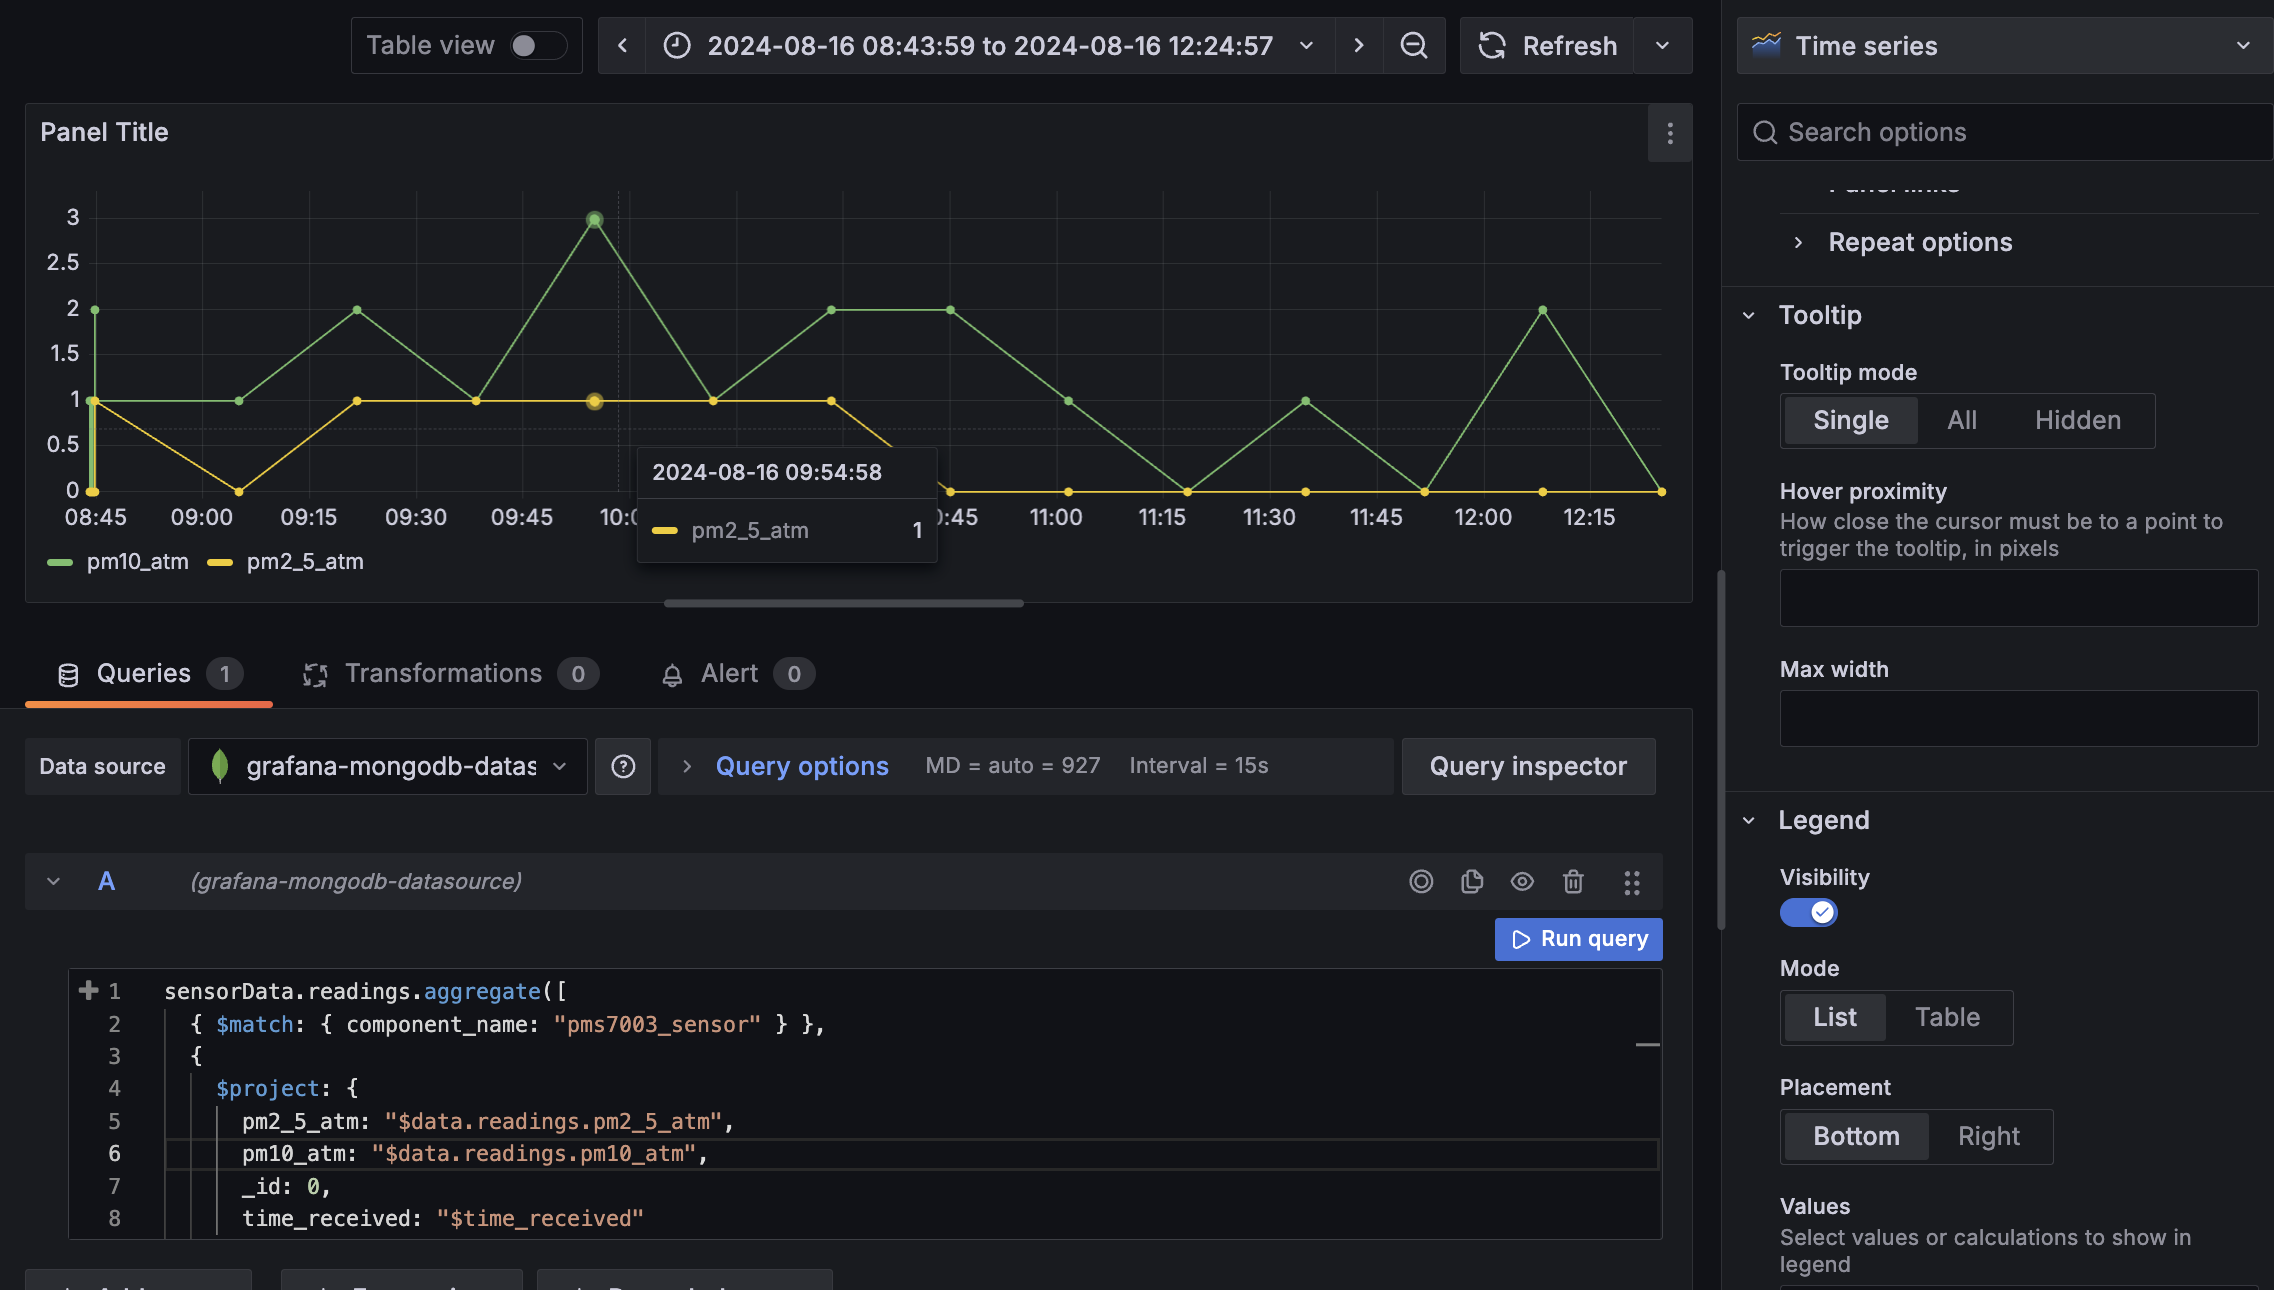 Table view
2024-08-16 08:43:59 to 2024-08-16 12:24:57
Refresh
Time series
Panel Title
Search options
Panel links
Repeat options
3
2.5
2
1.5
1
0.5
0
08:45 09:00 09:15 09:30 09:45 10:0 0:45 11:00 11:15 11:30 11:45 12:00 12:15
2024-08-16 09:54:58
pm2_5_atm 1
pm10_atm pm2_5_atm
Tooltip
Tooltip mode
Single All Hidden
Hover proximity
How close the cursor must be to a point to
trigger the tooltip, in pixels
Max width
Queries 1 Transformations 0 Alert 0
Data source grafana-mongodb-datas Query options MD = auto = 927 Interval = 15s Query inspector
A (grafana-mongodb-datasource)
Run query
1 sensorData.readings.aggregate([
2 { $match: { component_name: "pms7003_sensor" } },
3 {
4 $project: {
5 pm2_5_atm: "$data.readings.pm2_5_atm",
6 pm10_atm: "$data.readings.pm10_atm",
7 _id: 0,
8 time_received: "$time_received"
Legend
Visibility
Mode
List Table
Placement
Bottom Right
Values
Select values or calculations to show in
legend